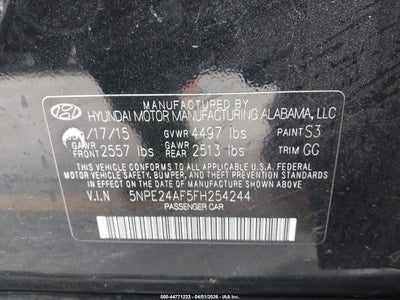 MANUFACTURED BY
HYUNDAI MOTOR MANUFACTURING ALABAMA, LLC
/17/15 GVWR 4497 lbs PAINT S3
GAWR FRONT 2557 lbs GAWR REAR 2513 lbs TRIM GG
THIS VEHICLE CONFORMS TO ALL APPLICABLE U.S.A. FEDERAL
MOTOR VEHICLE SAFETY, BUMPER, AND THEFT PREVENTION
STANDARDS IN EFFECT ON THE DATE OF MANUFACTURE SHOWN ABOVE.
V.I.N 5NPE24AF5FH254244
PASSENGER CAR
© IAA (000-44771223 - 04/01/2026 - USA)